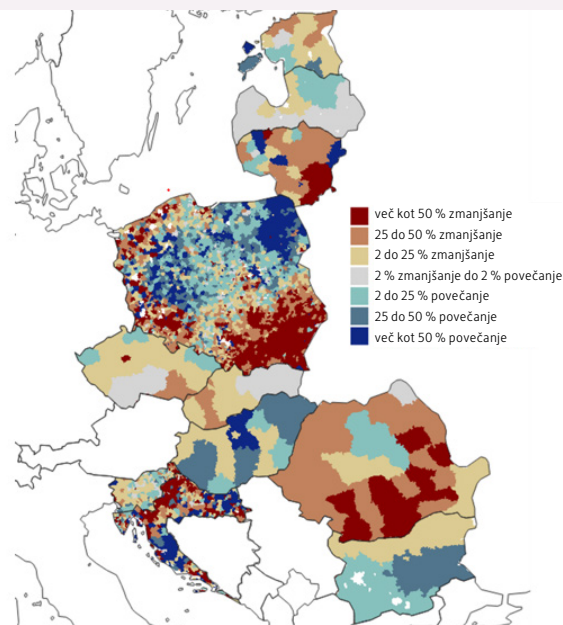 več kot 50 % zmanjšanje
25 do 50 % zmanjšanje
2 do 25 % zmanjšanje
2 % zmanjšanje do 2 % povečanje
2 do 25 % povečanje
25 do 50 % povečanje
več kot 50 % povečanje